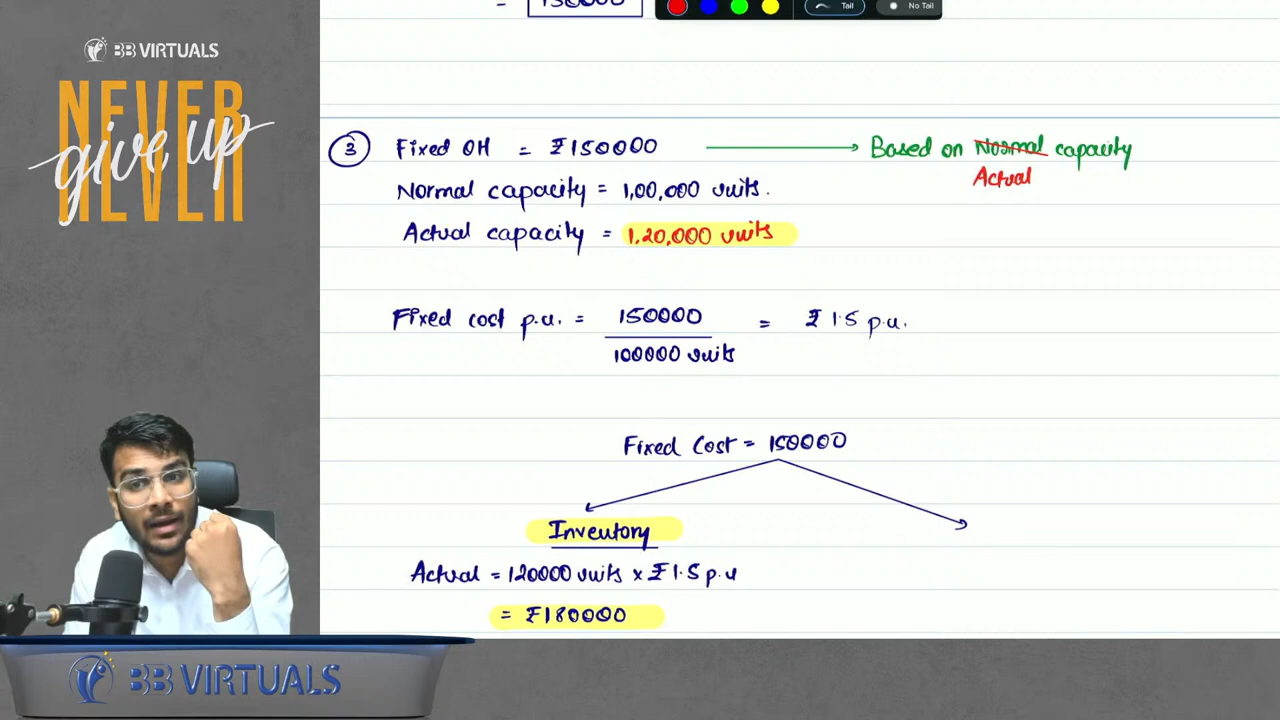 = 150000
Tail
No Tail
BB VIRTUALS
NEVER
give up
NEVER
3 Fixed OH = ₹150000 Based on Normal capacity
Actual
Normal capacity = 1,00,000 units.
Actual capacity = 1,20,000 units
Fixed cost p.u. = 150000 = ₹1.5 p.u.
100000 units
Fixed Cost = 150000
Inventory
Actual = 120000 units x ₹1.5 p.u
= ₹180000
BB VIRTUALS